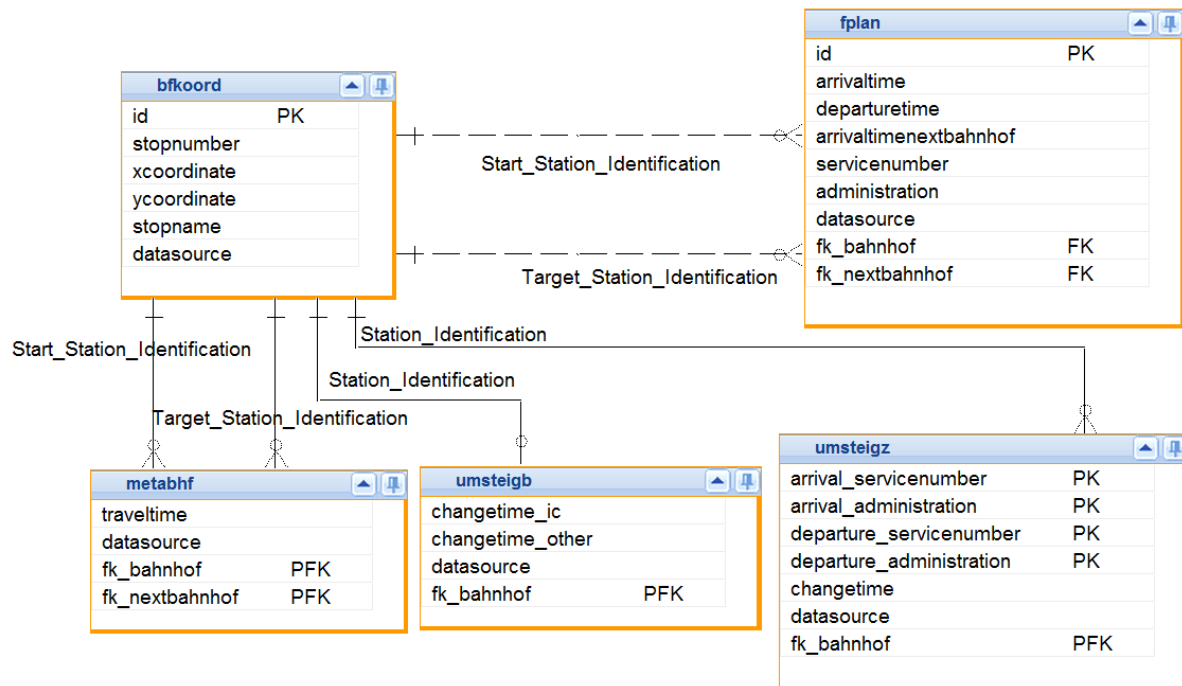 bfkoord
id PK
stopnumber
xcoordinate
ycoordinate
stopname
datasource
fplan
id PK
arrivaltime
departuretime
arrivaltimenextbahnhof
servicenumber
administration
datasource
fk_bahnhof FK
fk_nextbahnhof FK
Start_Station_Identification
Target_Station_Identification
Start_Station_Identification
Target_Station_Identification
Station_Identification
Station_Identification
metabhf
traveltime
datasource
fk_bahnhof PFK
fk_nextbahnhof PFK
umsteigb
changetime_ic
changetime_other
datasource
fk_bahnhof PFK
umsteigz
arrival_servicenumber PK
arrival_administration PK
departure_servicenumber PK
departure_administration PK
changetime
datasource
fk_bahnhof PFK